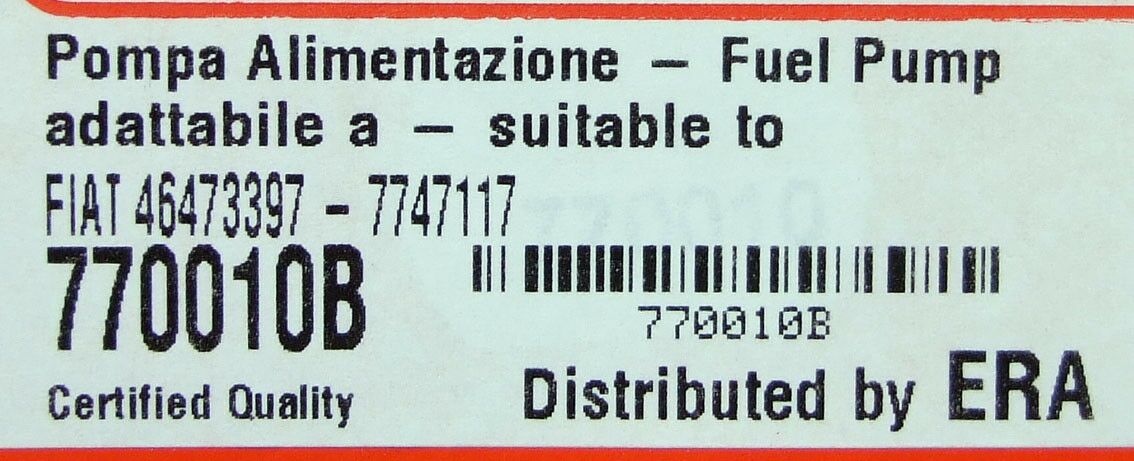 Pompa Alimentazione – Fuel Pump
adattabile a – suitable to
FIAT 46473397 - 7747117
770010B
770010B
Certified Quality
Distributed by ERA